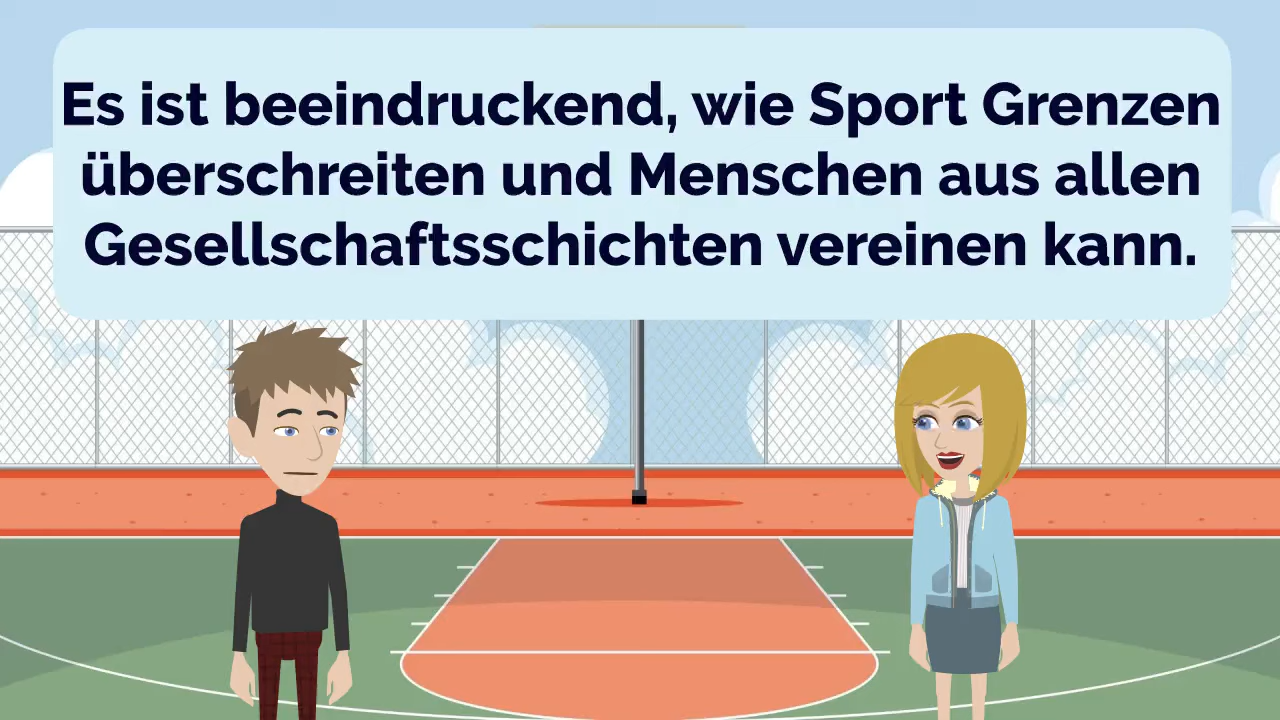 Es ist beeindruckend, wie Sport Grenzen
überschreiten und Menschen aus allen
Gesellschaftsschichten vereinen kann.